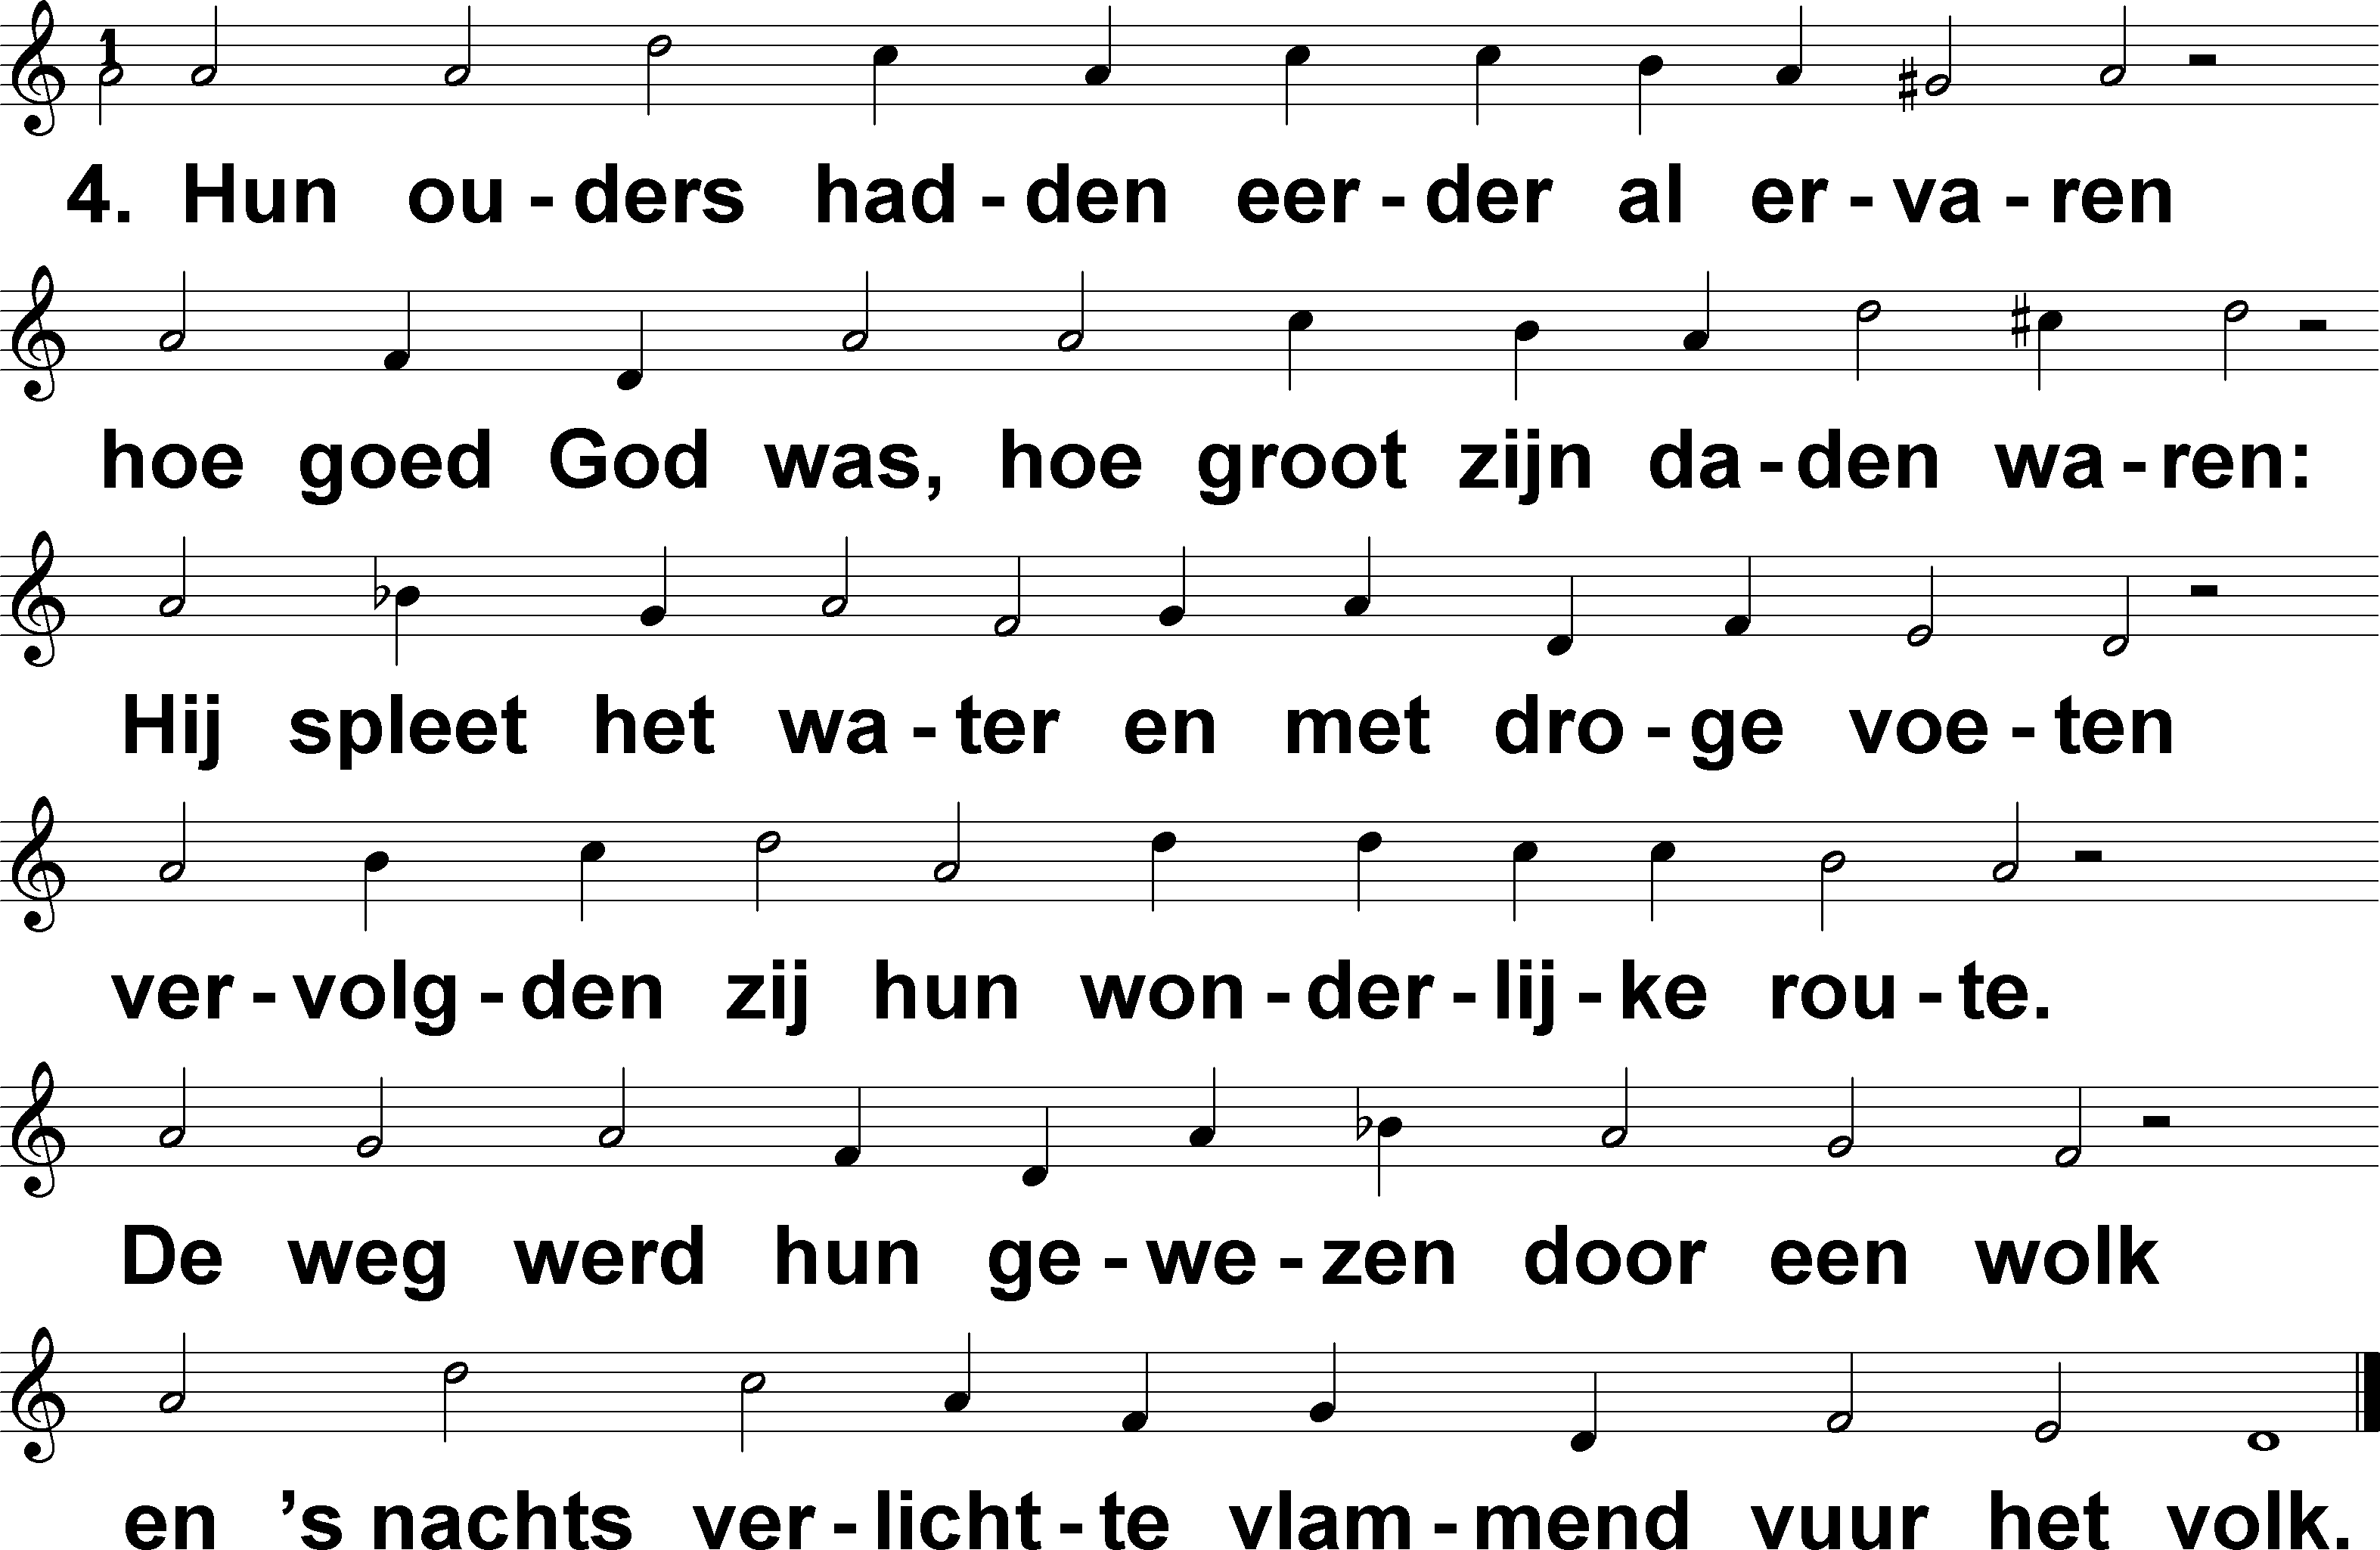 1
4. Hun ou - ders had - den eer - der al er - va - ren
hoe goed God was, hoe groot zijn da - den wa - ren:
Hij spleet het wa - ter en met dro - ge voe - ten
ver - volg - den zij hun won - der - lij - ke rou - te.
De weg werd hun ge - we - zen door een wolk
en ’s nachts ver - licht - te vlam - mend vuur het volk.